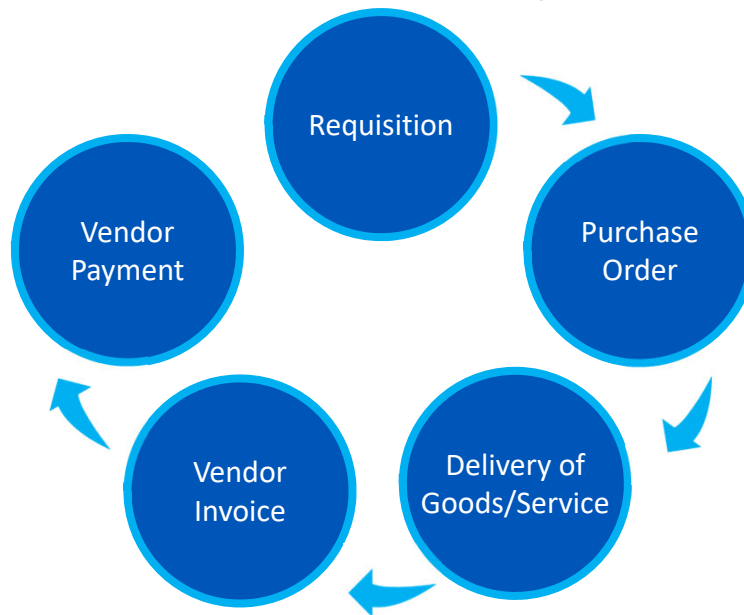 Requisition
Purchase
Order
Delivery of
Goods/Service
Vendor
Invoice
Vendor
Payment